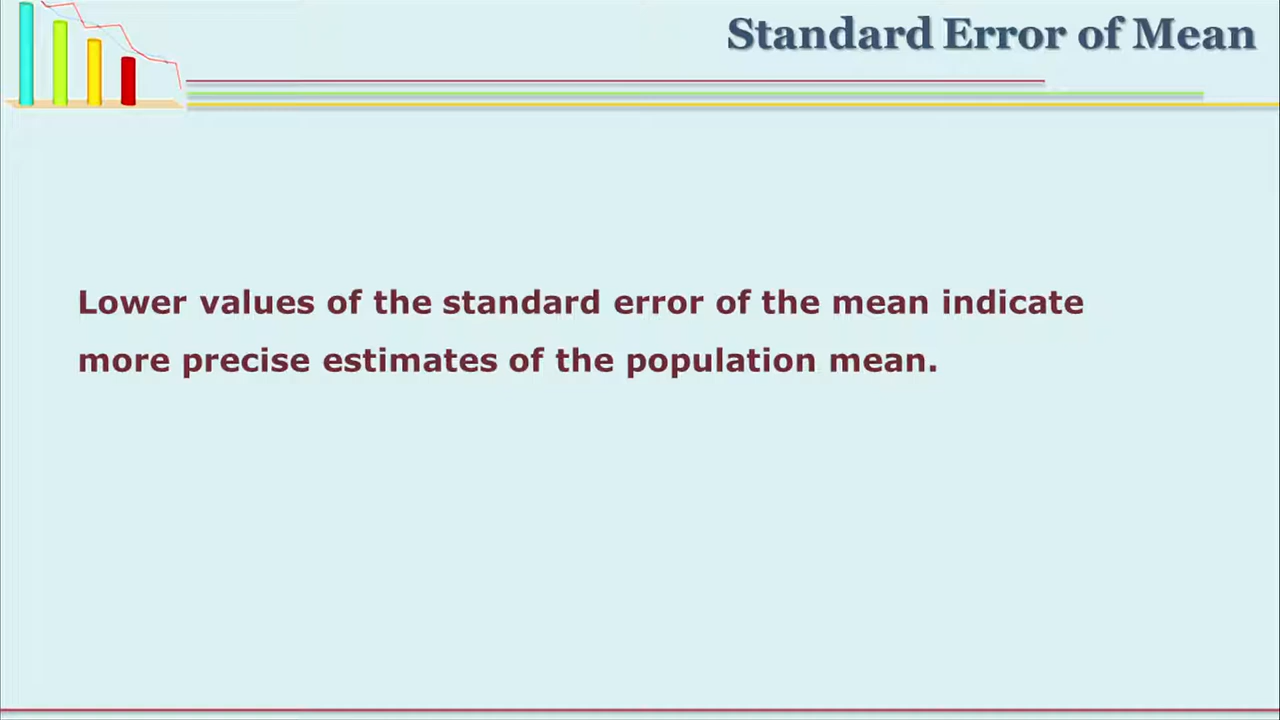 Standard Error of Mean
Lower values of the standard error of the mean indicate
more precise estimates of the population mean.